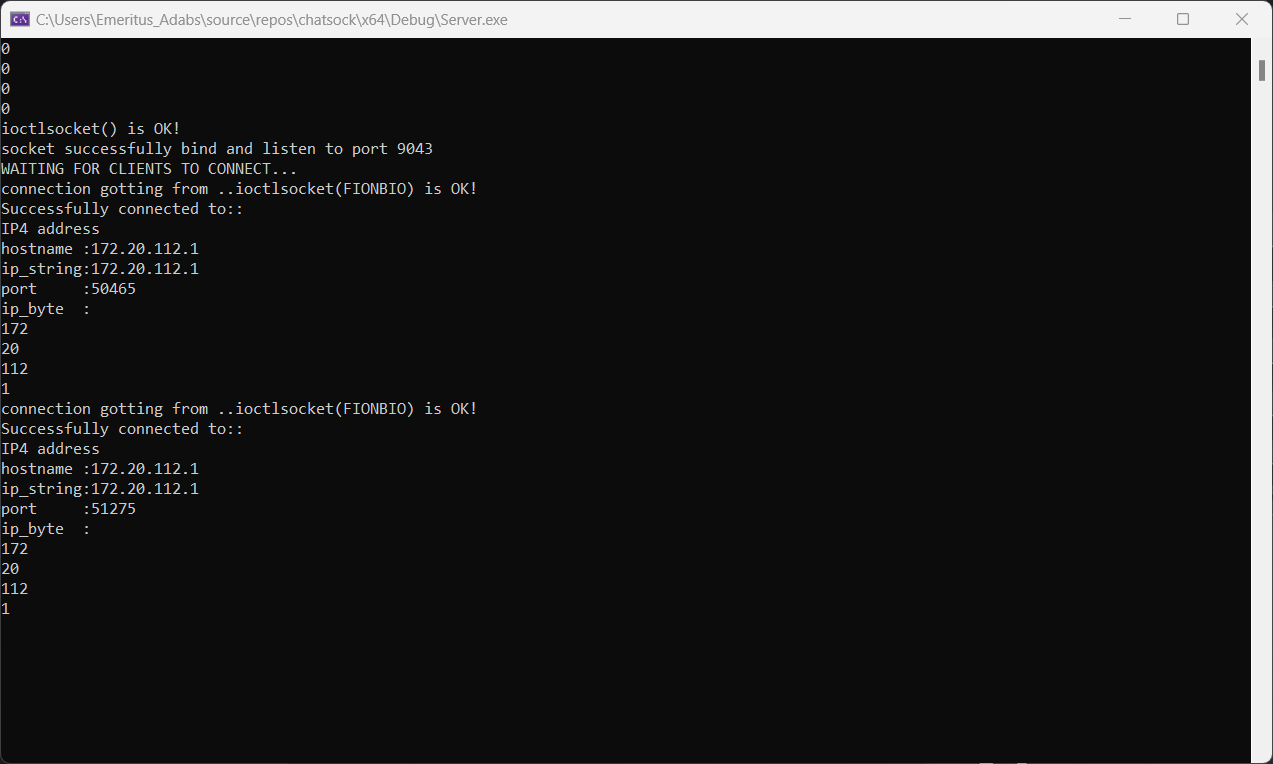 C:\Users\Emeritus_Adabs\source\repos\chatsock\x64\Debug\Server.exe
0
0
0
0
ioctlsocket() is OK!
socket successfully bind and listen to port 9043
WAITING FOR CLIENTS TO CONNECT...
connection gotting from ..ioctlsocket(FIONBIO) is OK!
Successfully connected to::
IP4 address
hostname :172.20.112.1
ip_string:172.20.112.1
port     :50465
ip_byte  :
172
20
112
1
connection gotting from ..ioctlsocket(FIONBIO) is OK!
Successfully connected to::
IP4 address
hostname :172.20.112.1
ip_string:172.20.112.1
port     :51275
ip_byte  :
172
20
112
1